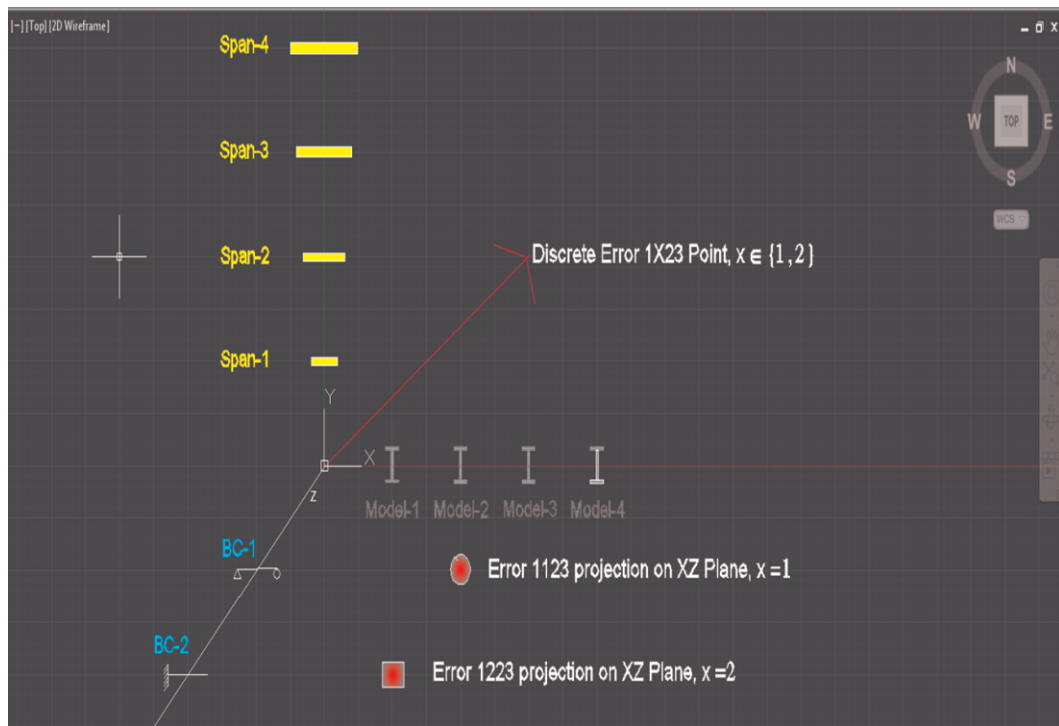 [−][Top][2D Wireframe]
Span-4
N
W TOP E
S
Span-3
WCS
Span-2
Discrete Error 1X23 Point, x ∈ {1,2}
Span-1
Y
X
Z
Model-1 Model-2 Model-3 Model-4
BC-1
Error 1123 projection on XZ Plane, x =1
BC-2
Error 1223 projection on XZ Plane, x =2